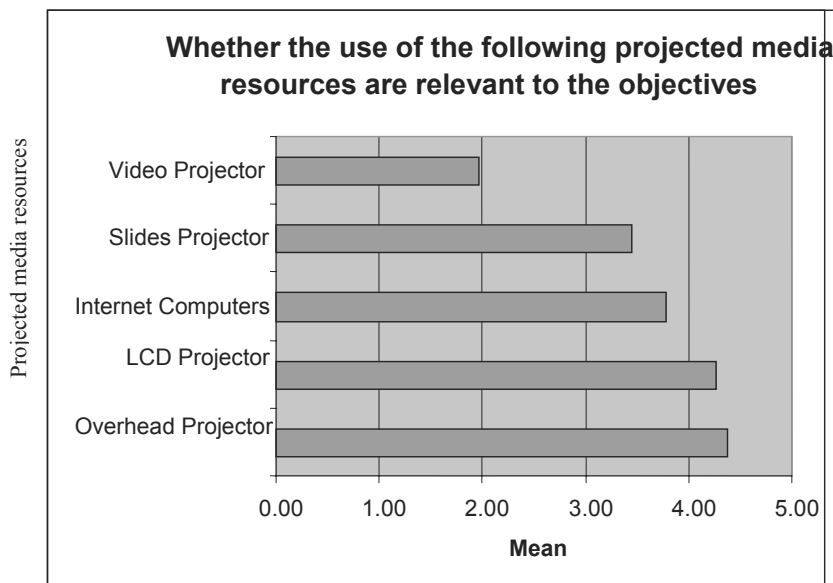 Whether the use of the following projected media
resources are relevant to the objectives
Projected media resources
Video Projector
Slides Projector
Internet Computers
LCD Projector
Overhead Projector
0.00 1.00 2.00 3.00 4.00 5.00
Mean